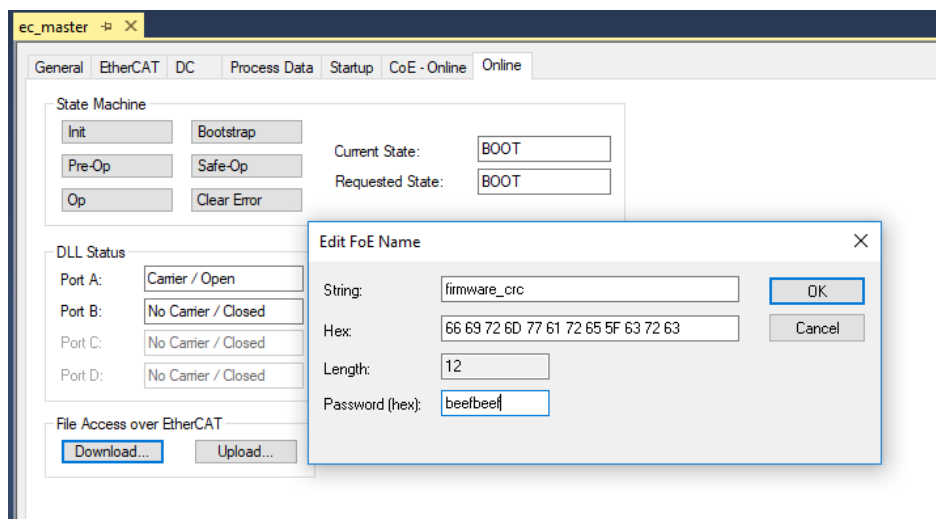 ec_master
General EtherCAT DC Process Data Startup CoE - Online Online
State Machine
Init Bootstrap
Current State: BOOT
Pre-Op Safe-Op
Requested State: BOOT
Op Clear Error
Edit FoE Name
DLL Status
Port A: Carrier / Open
String: firmware_crc OK
Port B: No Carrier / Closed
Hex: 66 69 72 6D 77 61 72 65 5F 63 72 63 Cancel
Port C: No Carrier / Closed
Length: 12
Port D: No Carrier / Closed
Password (hex): beefbeef
File Access over EtherCAT
Download... Upload...